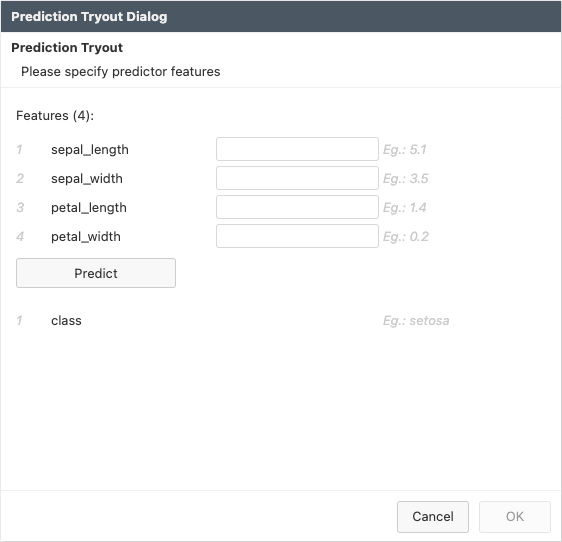 Prediction Tryout Dialog
Prediction Tryout
Please specify predictor features
Features (4):
1 sepal_length Eg.: 5.1
2 sepal_width Eg.: 3.5
3 petal_length Eg.: 1.4
4 petal_width Eg.: 0.2
Predict
1 class Eg.: setosa
Cancel OK